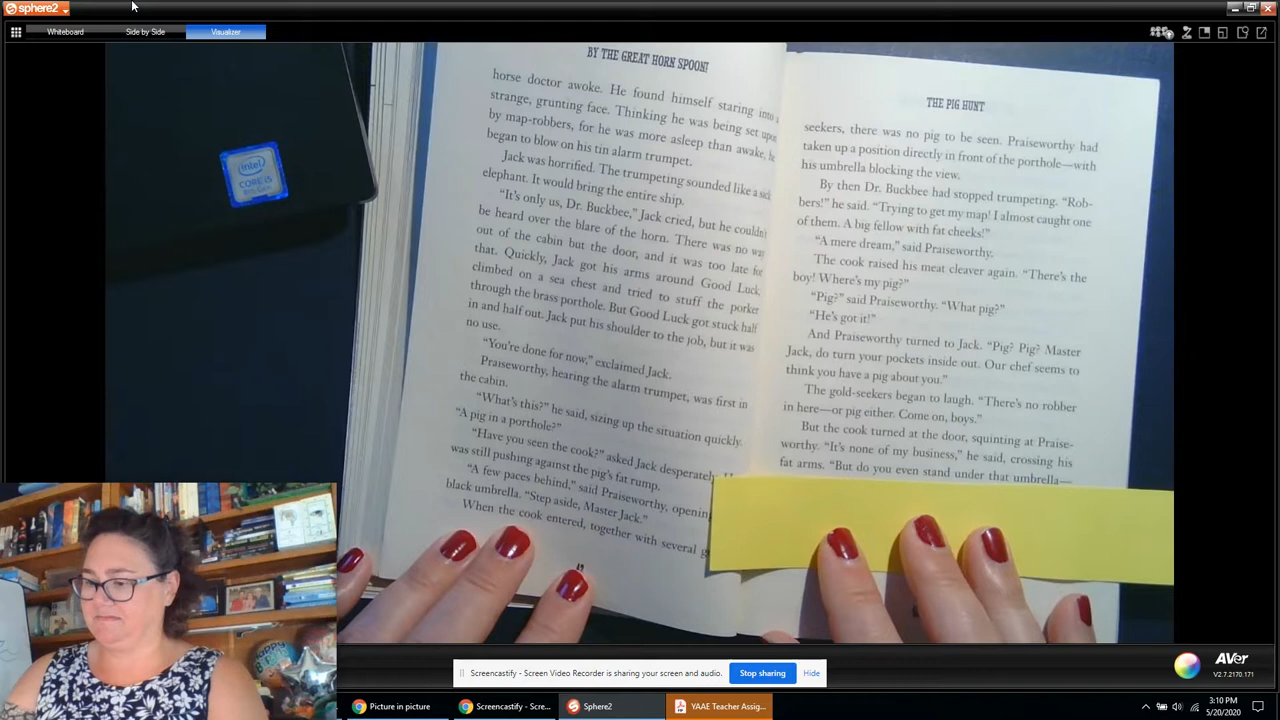 sphere2
Whiteboard
Side by Side
Visualizer
intel
CORE i5
8th Gen
BY THE GREAT HORN SPOON!
horse doctor awoke. He found himself staring into a
strange, grunting face. Thinking he was being set upon
by map-robbers, for he was more asleep than awake, he
began to blow on his tin alarm trumpet.
Jack was horrified. The trumpeting sounded like a sick
elephant. It would bring the entire ship.
“It’s only us, Dr. Buckbee,” Jack cried, but he couldn’t
be heard over the blare of the horn. There was no way
out of the cabin but the door, and it was too late for
that. Quickly, Jack got his arms around Good Luck,
climbed on a sea chest and tried to stuff the porker
through the brass porthole. But Good Luck got stuck half
in and half out. Jack put his shoulder to the job, but it was
no use.
“You’re done for now,” exclaimed Jack.
Praiseworthy, hearing the alarm trumpet, was first in
the cabin.
“What’s this?” he said, sizing up the situation quickly.
“A pig in a porthole?”
“Have you seen the cook?” asked Jack desperately.
was still pushing against the pig’s fat rump.
“A few paces behind,” said Praiseworthy, opening
black umbrella. “Step aside, Master Jack.”
When the cook entered, together with several
THE PIG HUNT
seekers, there was no pig to be seen. Praiseworthy had
taken up a position directly in front of the porthole—with
his umbrella blocking the view.
By then Dr. Buckbee had stopped trumpeting. “Rob-
bers!” he said. “Trying to get my map! I almost caught one
of them. A big fellow with fat cheeks!”
“A mere dream,” said Praiseworthy.
The cook raised his meat cleaver again. “There’s the
boy! Where’s my pig?”
“Pig?” said Praiseworthy. “What pig?”
“He’s got it!”
And Praiseworthy turned to Jack. “Pig? Pig? Master
Jack, do turn your pockets inside out. Our chef seems to
think you have a pig about you.”
The gold-seekers began to laugh. “There’s no robber
in here—or pig either. Come on, boys.”
But the cook turned at the door, squinting at Praise-
worthy. “It’s none of my business,” he said, crossing his
fat arms. “But do you even stand under that umbrella—
Screencastify - Screen Video Recorder is sharing your screen and audio.
Stop sharing
Hide
AVer
V2.7.2170.171
Picture in picture
Screencastify - Scre...
Sphere2
YAAE Teacher Assig...
3:10 PM
5/20/2020